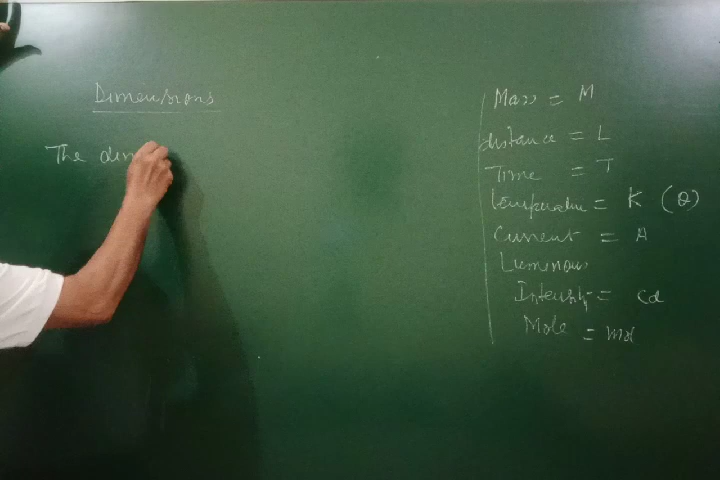 Dimensions
The dim
Mass = M
distance = L
Time = T
temperature = K (θ)
Current = A
Luminous
Intensity = cd
Mole = mol